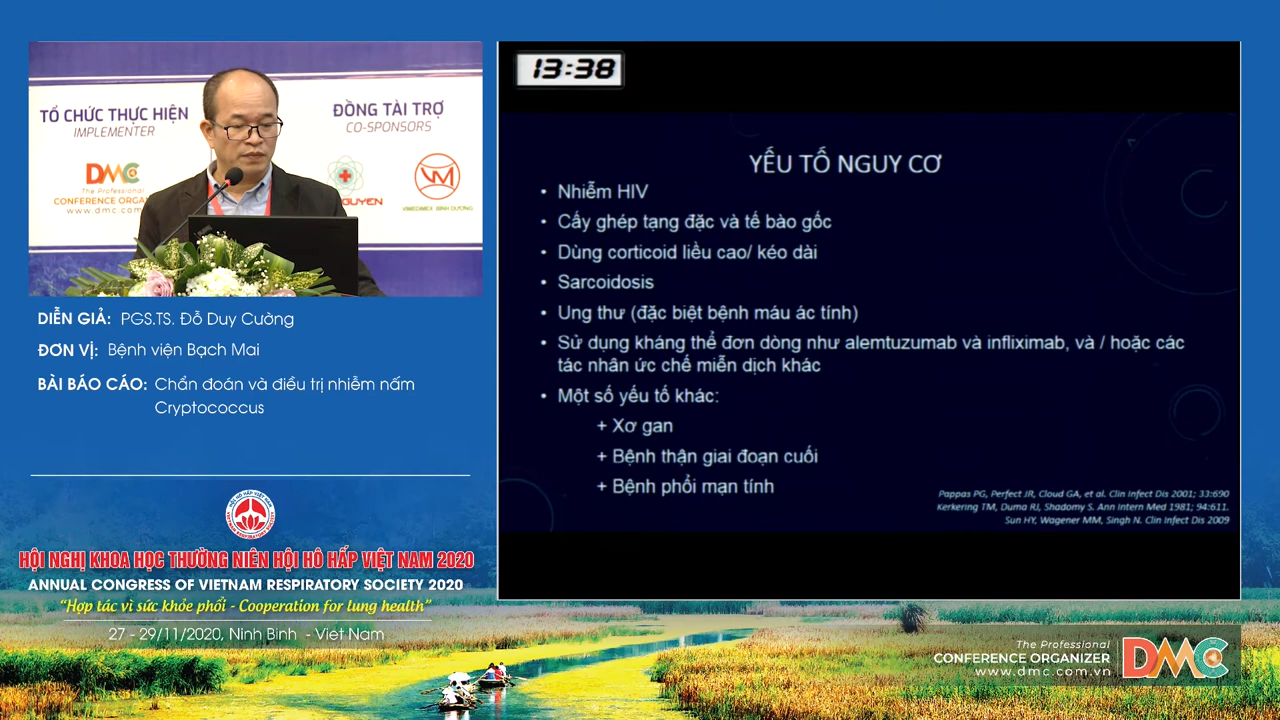 TỔ CHỨC THỰC HIỆN
IMPLEMENTER
ĐỒNG TÀI TRỢ
CO-SPONSORS
DMC
The Professional
CONFERENCE ORGANIZER
www.dmc.com
VIMEDIMEX BÌNH DƯƠNG
DIỄN GIẢ: PGS.TS. Đỗ Duy Cường
ĐƠN VỊ: Bệnh viện Bạch Mai
BÀI BÁO CÁO: Chẩn đoán và điều trị nhiễm nấm
Cryptococcus
HỘI NGHỊ KHOA HỌC THƯỜNG NIÊN HỘI HÔ HẤP VIỆT NAM 2020
ANNUAL CONGRESS OF VIETNAM RESPIRATORY SOCIETY 2020
“Hợp tác vì sức khỏe phổi - Cooperation for lung health”
27 - 29/11/2020, Ninh Bình - Việt Nam
13:38
YẾU TỐ NGUY CƠ
• Nhiễm HIV
• Cấy ghép tạng đặc và tế bào gốc
• Dùng corticoid liều cao/ kéo dài
• Sarcoidosis
• Ung thư (đặc biệt bệnh máu ác tính)
• Sử dụng kháng thể đơn dòng như alemtuzumab và infliximab, và / hoặc các
tác nhân ức chế miễn dịch khác
• Một số yếu tố khác:
+ Xơ gan
+ Bệnh thận giai đoạn cuối
+ Bệnh phổi mạn tính
Pappas PG, Perfect JR, Cloud GA, et al. Clin Infect Dis 2001; 33:690
Kerkering TM, Duma RJ, Shadomy S. Ann Intern Med 1981; 94:611.
Sun HY, Wagener MM, Singh N. Clin Infect Dis 2009
The Professional
CONFERENCE ORGANIZER
www.dmc.com.vn
DMC